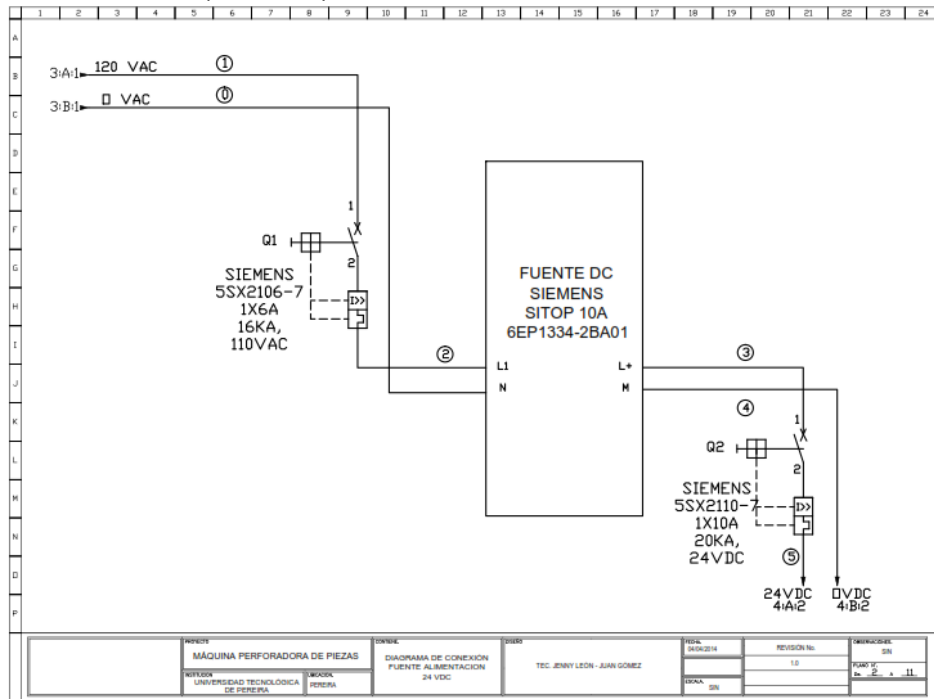 1 2 3 4 5 6 7 8 9 10 11 12 13 14 15 16 17 18 19 20 21 22 23 24
A
B
C
D
E
F
G
H
I
J
K
L
M
N
O
P
3:A:1 120 VAC 1
3:B:1 0 VAC 0
1
Q1
2
SIEMENS
5SX2106-7
1X6A
16KA,
110VAC
I>>
2
FUENTE DC
SIEMENS
SITOP 10A
6EP1334-2BA01
L1 L+
N M
3
4
1
Q2
2
SIEMENS
5SX2110-7
1X10A
20KA,
24VDC
I>>
5
24VDC 0VDC
4:A:2 4:B:2
PROYECTO
MÁQUINA PERFORADORA DE PIEZAS
INSTITUCION
UNIVERSIDAD TECNOLÓGICA
DE PEREIRA
UBICACIÓN.
PEREIRA
CONTIENE.
DIAGRAMA DE CONEXIÓN
FUENTE ALIMENTACION
24 VDC
DISEÑO
TEC. JENNY LEÓN - JUAN GÓMEZ
FECHA.
04/04/2014
ESCALA.
SIN
REVISIÓN No.
1.0
OBSERVACIONES.
SIN
PLANO N°.
De 2 A 11